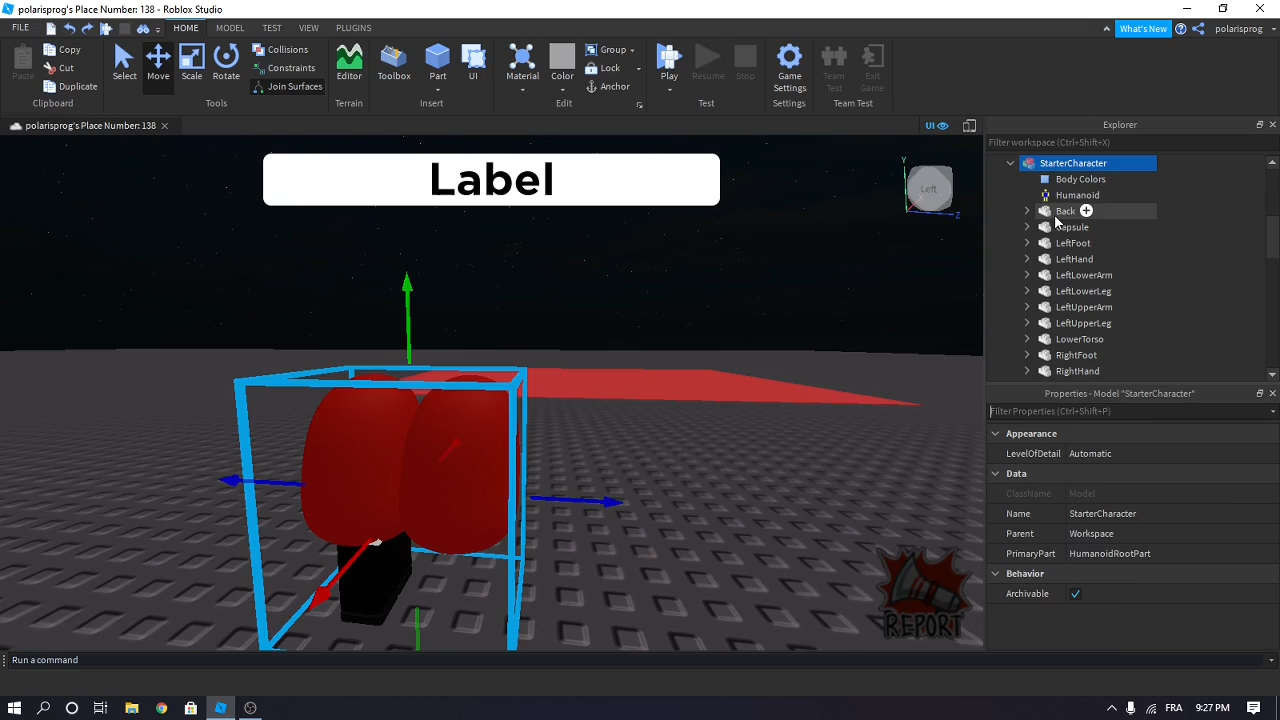 polarisprog's Place Number: 138 - Roblox Studio
FILE HOME MODEL TEST VIEW PLUGINS What's New polarisprog
Paste Copy Cut Duplicate Clipboard
Select Move Scale Rotate Collisions Constraints Join Surfaces Tools
Editor Terrain
Toolbox Part UI Insert
Material Color Group Lock Anchor Edit
Play Resume Stop Test
Game Settings Settings
Team Test Exit Game Team Test
polarisprog's Place Number: 138 UI
Label
Y
Left
Z
REPORT
Explorer
Filter workspace (Ctrl+Shift+X)
StarterCharacter
Body Colors
Humanoid
Back
apsule
LeftFoot
LeftHand
LeftLowerArm
LeftLowerLeg
LeftUpperArm
LeftUpperLeg
LowerTorso
RightFoot
RightHand
Properties - Model "StarterCharacter"
Filter Properties (Ctrl+Shift+P)
Appearance
LevelOfDetail Automatic
Data
ClassName Model
Name StarterCharacter
Parent Workspace
PrimaryPart HumanoidRootPart
Behavior
Archivable
Run a command
FRA 9:27 PM